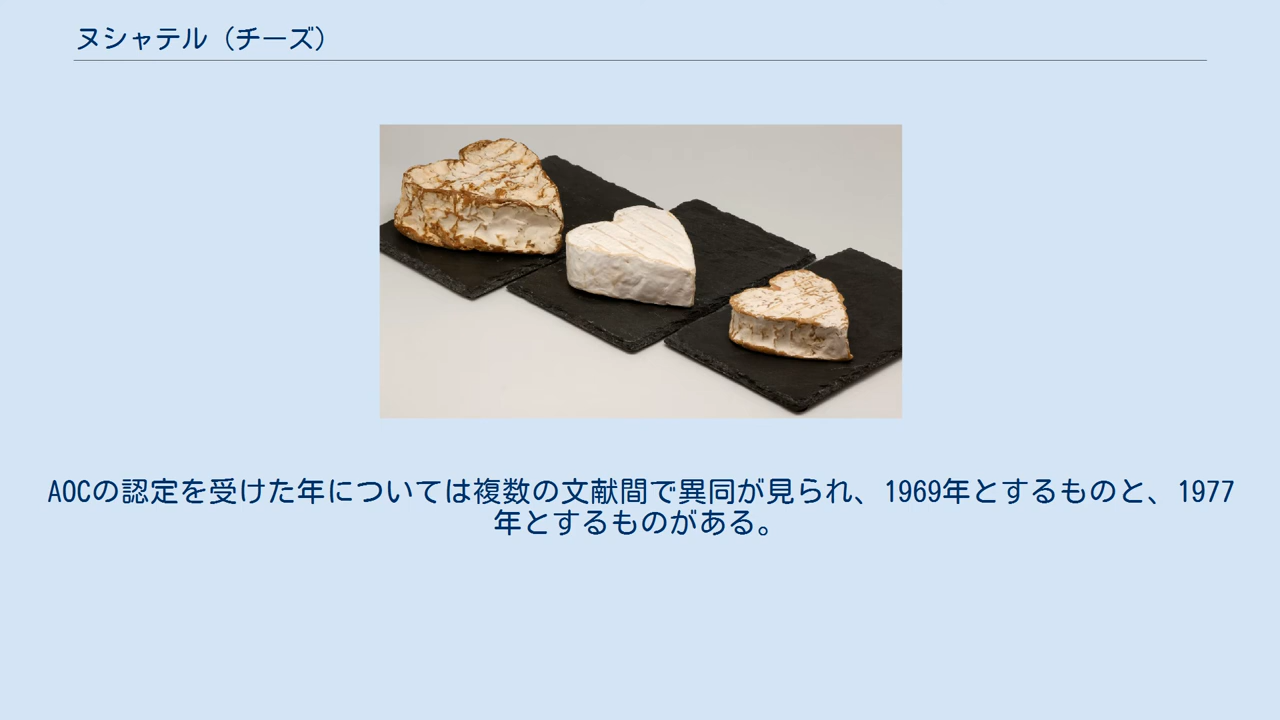 ヌシャテル（チーズ）
AOCの認定を受けた年については複数の文献間で異同が見られ、1969年とするものと、1977
年とするものがある。